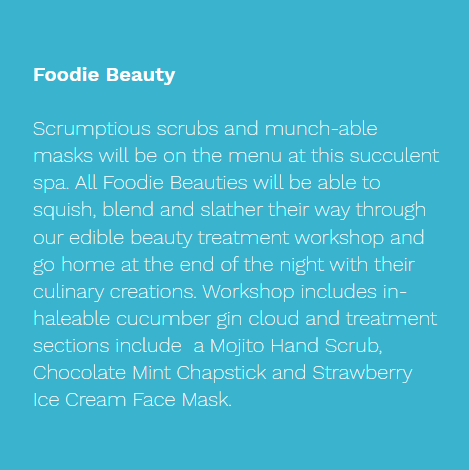 Foodie Beauty
Scrumptious scrubs and munch-able
masks will be on the menu at this succulent
spa. All Foodie Beauties will be able to
squish, blend and slather their way through
our edible beauty treatment workshop and
go home at the end of the night with their
culinary creations. Workshop includes in-
haleable cucumber gin cloud and treatment
sections include  a Mojito Hand Scrub,
Chocolate Mint Chapstick and Strawberry
Ice Cream Face Mask.